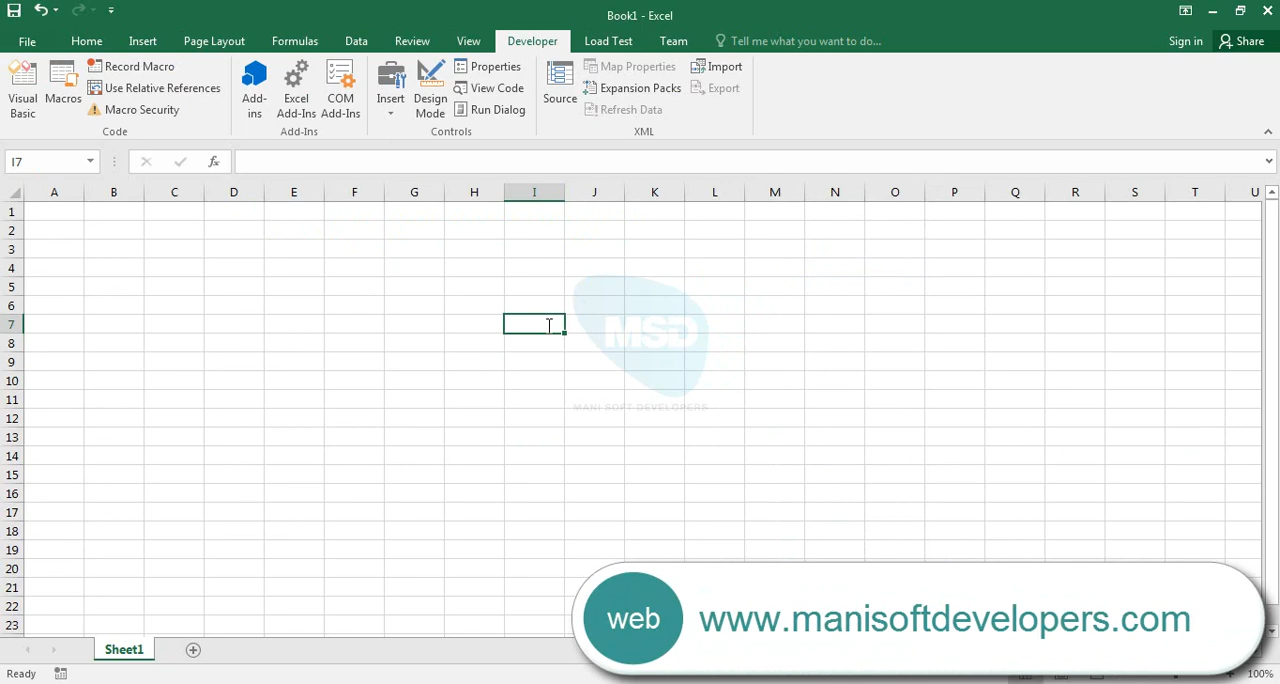 Book1 - Excel
File Home Insert Page Layout Formulas Data Review View Developer Load Test Team Tell me what you want to do... Sign in Share
Visual Basic
Macros
Record Macro
Use Relative References
Macro Security
Code
Add-ins
Excel Add-Ins
COM Add-Ins
Add-Ins
Insert
Design Mode
Properties
View Code
Run Dialog
Controls
Source
Map Properties
Expansion Packs
Refresh Data
Import
Export
XML
I7 fx
A B C D E F G H I J K L M N O P Q R S T U
1
2
3
4
5
6
7
8
9
10
11
12
13
14
15
16
17
18
19
20
21
22
23
MSD
MANI SOFT DEVELOPERS
web www.manisoftdevelopers.com
Sheet1
Ready
100%